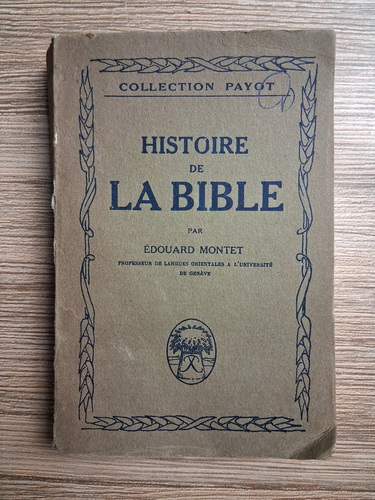 COLLECTION PAYOT
HISTOIRE
DE
LA BIBLE
PAR
ÉDOUARD MONTET
PROFESSEUR DE LANGUES ORIENTALES A L'UNIVERSITÉ
DE GENÈVE